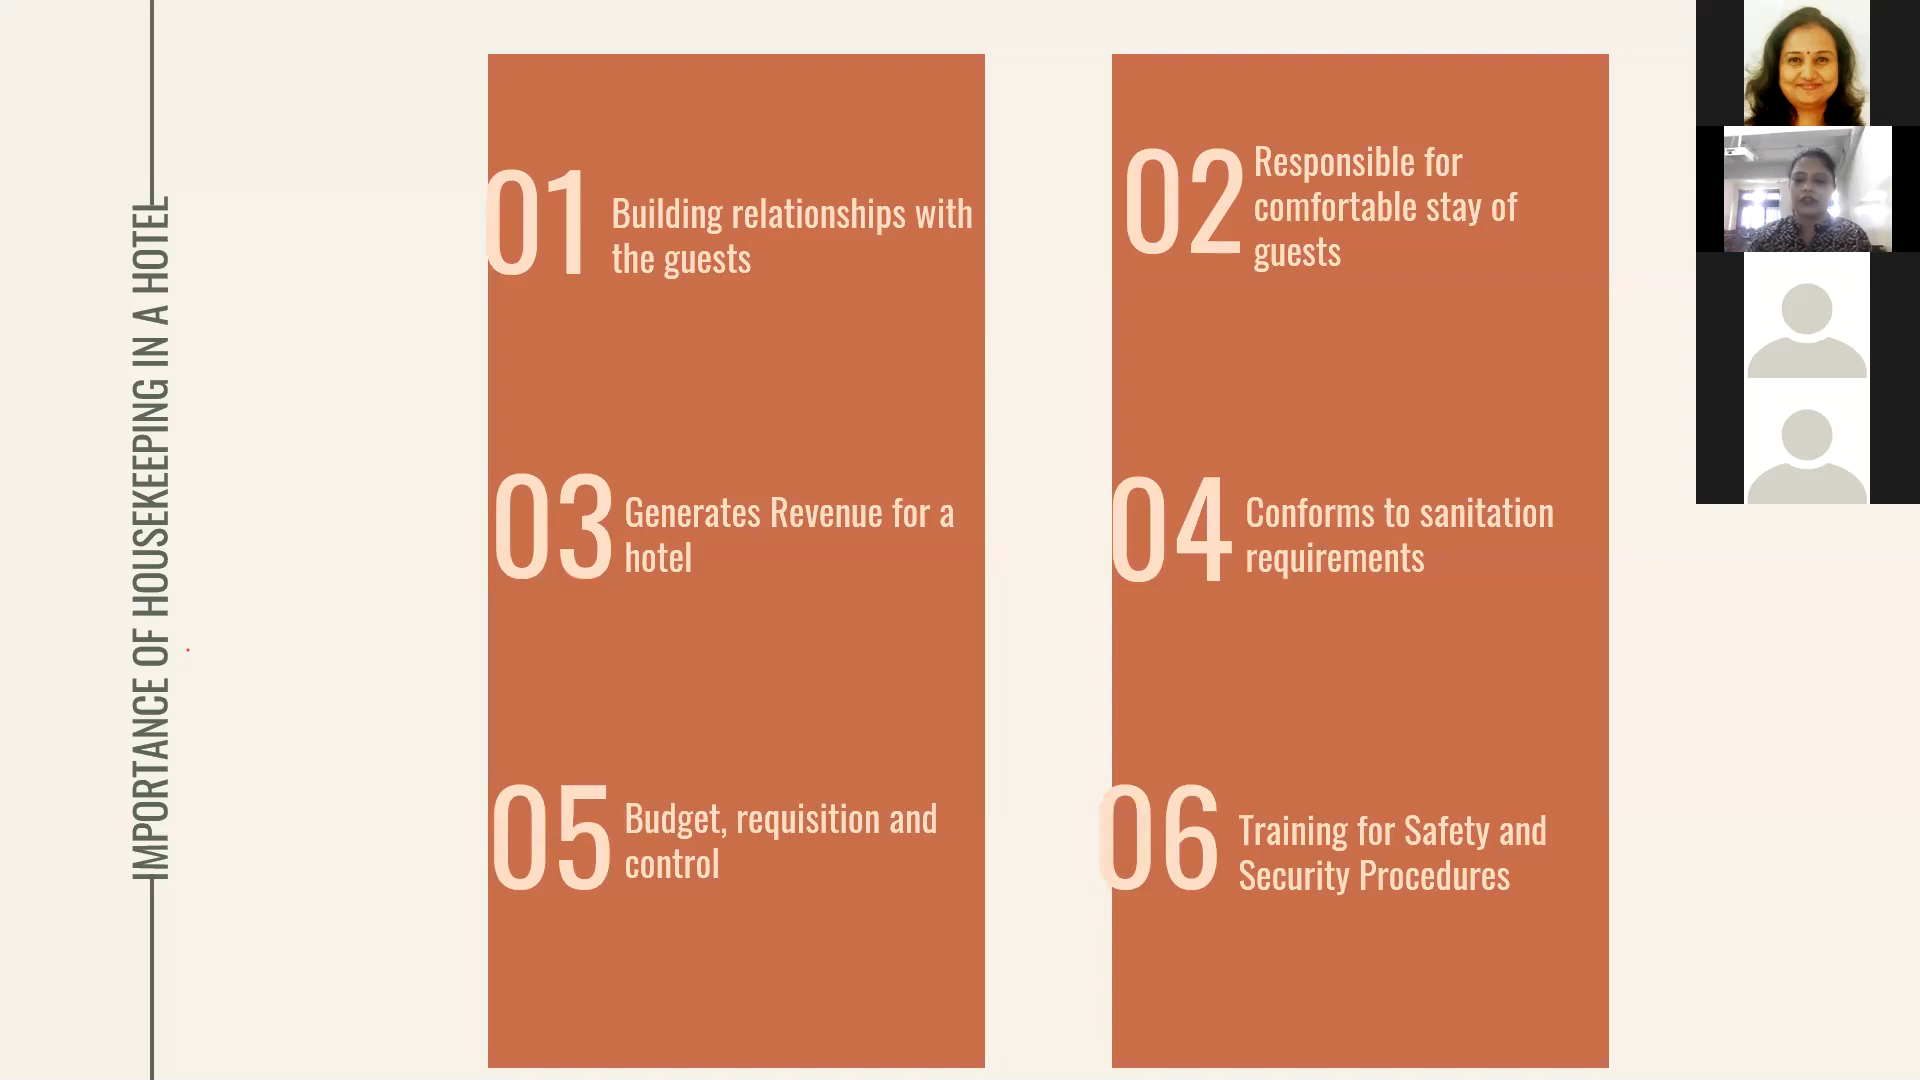 IMPORTANCE OF HOUSEKEEPING IN A HOTEL
01
Building relationships with
the guests
02
Responsible for
comfortable stay of
guests
03
Generates Revenue for a
hotel
04
Conforms to sanitation
requirements
05
Budget, requisition and
control
06
Training for Safety and
Security Procedures